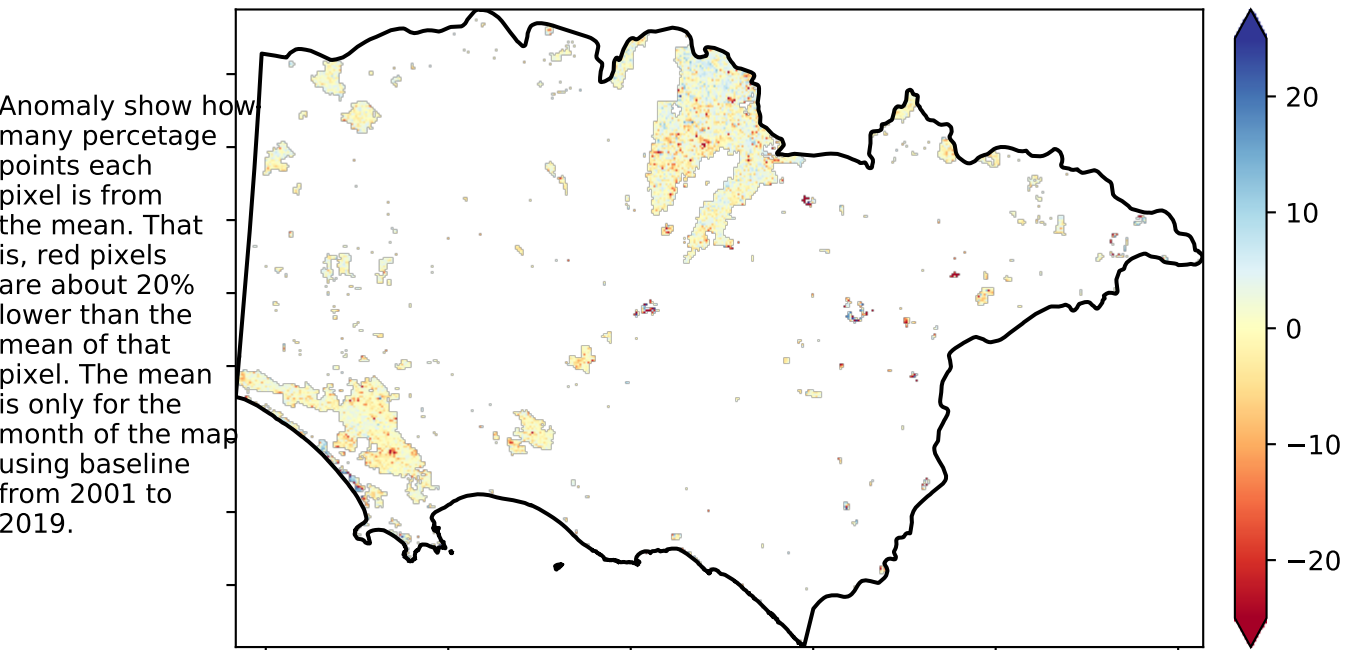 Anomaly show how
many percetage
points each
pixel is from
the mean. That
is, red pixels
are about 20%
lower than the
mean of that
pixel. The mean
is only for the
month of the map
using baseline
from 2001 to
2019.
20
10
0
−10
−20